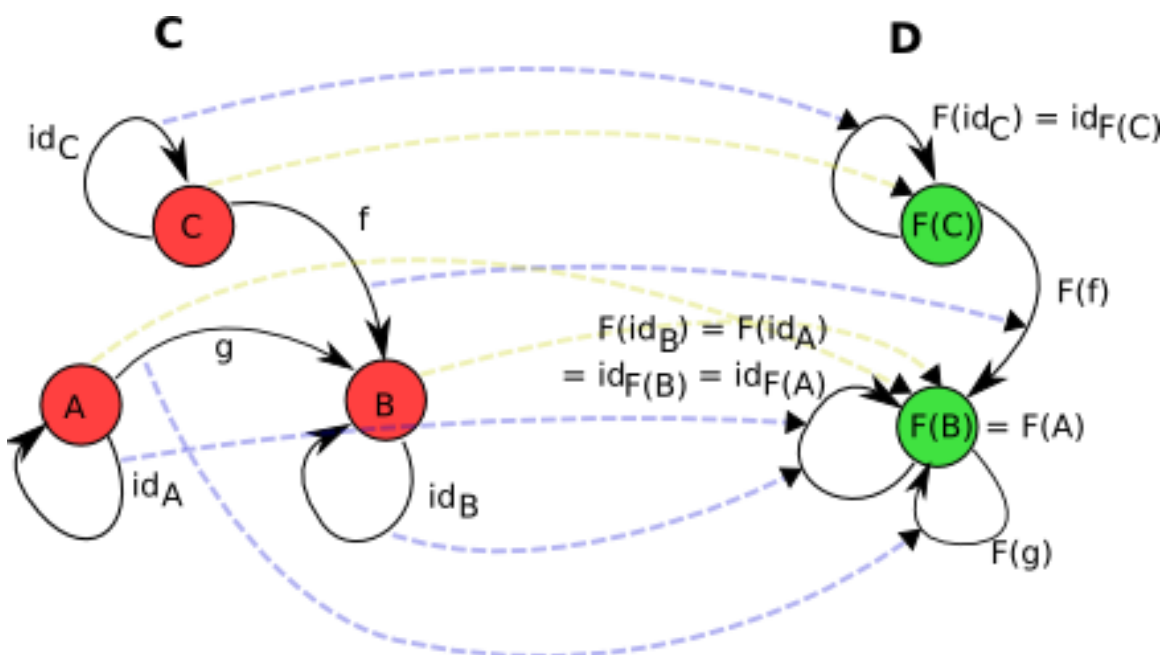 C
D
id_C
F(id_C) = id_F(C)
C
f
F(C)
F(f)
g
F(id_B) = F(id_A)
= id_F(B) = id_F(A)
A
B
F(B) = F(A)
id_A
id_B
F(g)